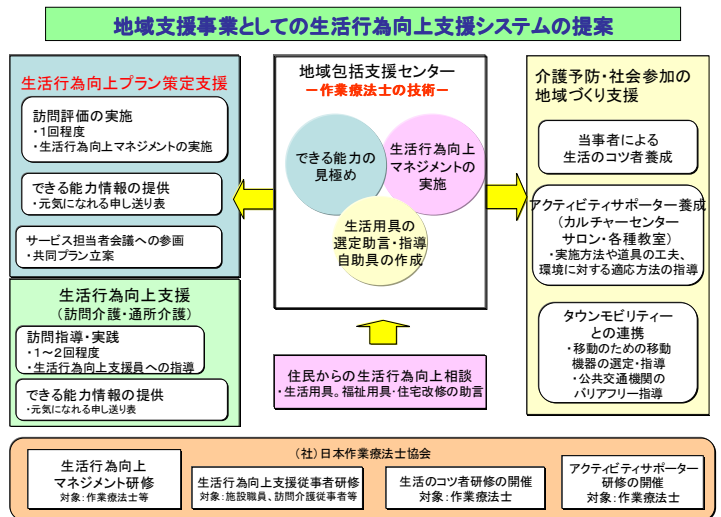 地域支援事業としての生活行為向上支援システムの提案
生活行為向上プラン策定支援
訪問評価の実施
・1回程度
・生活行為向上マネジメントの実施
できる能力情報の提供
・元気になれる申し送り表
サービス担当者会議への参画
・共同プラン立案
生活行為向上支援
(訪問介護・通所介護)
訪問指導・実践
・1～2回程度
・生活行為向上支援員への指導
できる能力情報の提供
・元気になれる申し送り表
地域包括支援センター
－作業療法士の技術－
できる能力の
見極め
生活行為向上
マネジメントの
実施
生活用具の
選定助言・指導
自助具の作成
住民からの生活行為向上相談
・生活用具。福祉用具・住宅改修の助言
介護予防・社会参加の
地域づくり支援
当事者による
生活のコツ者養成
アクティビティサポーター養成
(カルチャーセンター
サロン・各種教室)
・実施方法や道具の工夫、
環境に対する適応方法の指導
タウンモビリティー
との連携
・移動のための移動
機器の選定・指導
・公共交通機関の
バリアフリー指導
(社)日本作業療法士協会
生活行為向上
マネジメント研修
対象：作業療法士等
生活行為向上支援従事者研修
対象：施設職員、訪問介護従事者等
生活のコツ者研修の開催
対象：作業療法士
アクティビティサポーター
研修の開催
対象：作業療法士